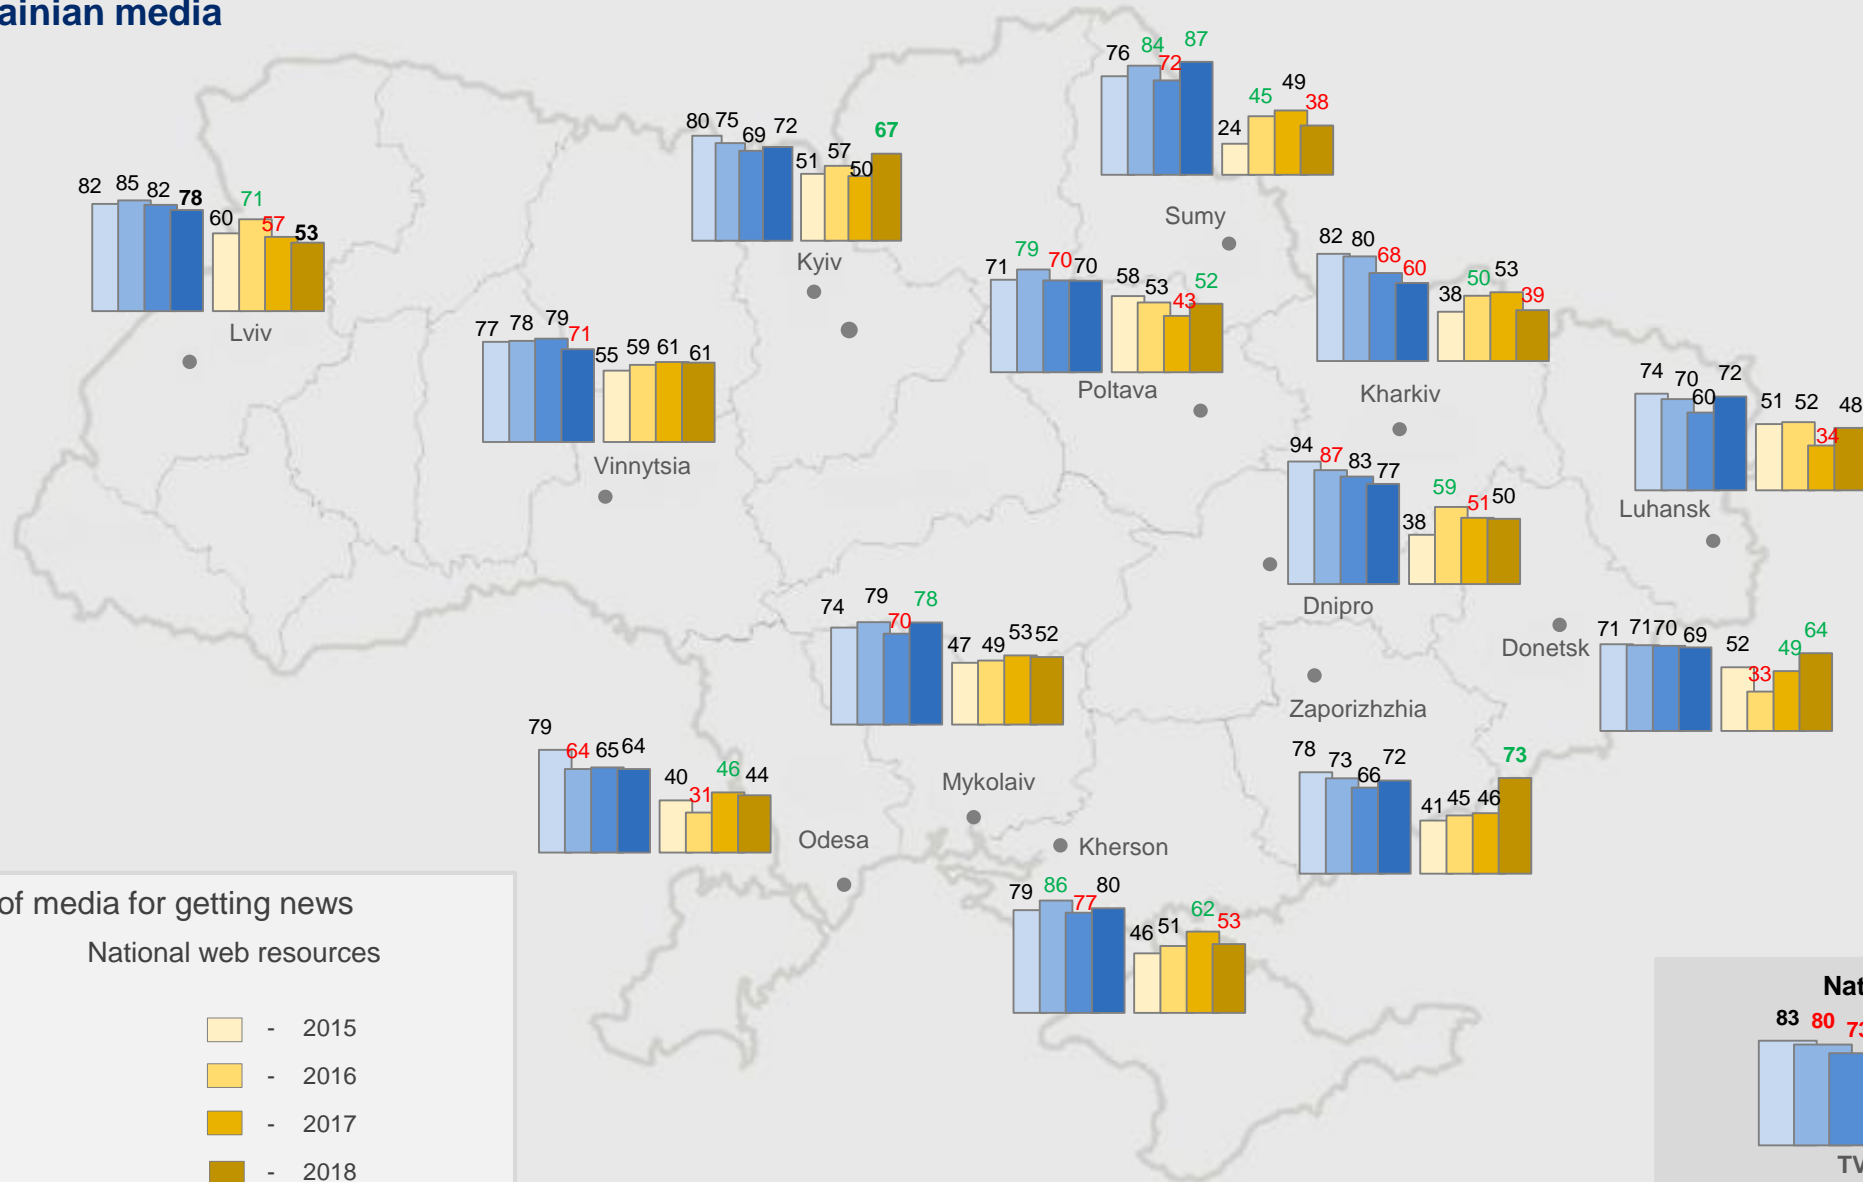 ainian media
76 84 72 87 24 45 49 38
Sumy
80 75 69 72 51 57 50 67
Kyiv
82 85 82 78 60 71 57 53
Lviv
71 79 70 70 58 53 43 52
Poltava
82 80 68 60 38 50 53 39
Kharkiv
77 78 79 71 55 59 61 61
Vinnytsia
74 70 60 72 51 52 34 48
Luhansk
94 87 83 77 38 59 51 50
Dnipro
74 79 70 78 47 49 53 52
Mykolaiv
Donetsk
71 71 70 69 52 33 49 64
Zaporizhzhia
78 73 66 72 41 45 46 73
79 64 65 64 40 31 46 44
Odesa
Kherson
79 86 77 80 46 51 62 53
of media for getting news
National web resources
- 2015
- 2016
- 2017
- 2018
Nat
83 80 73
TV